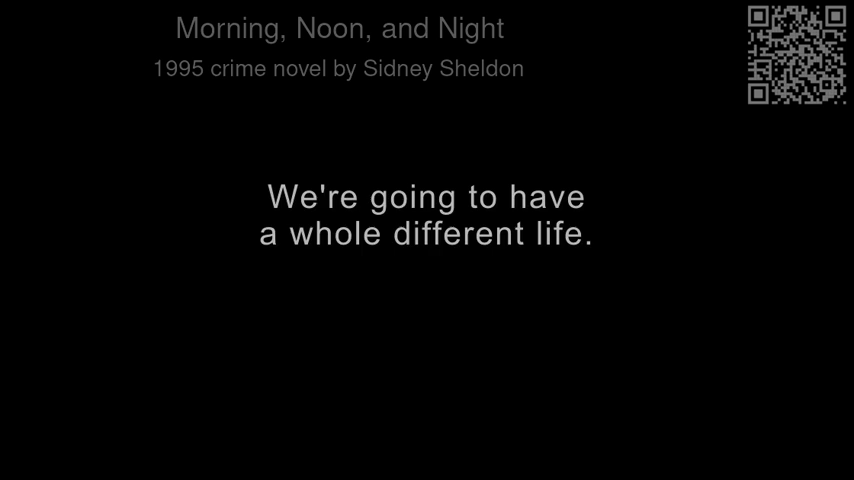 Morning, Noon, and Night
1995 crime novel by Sidney Sheldon
We're going to have
a whole different life.